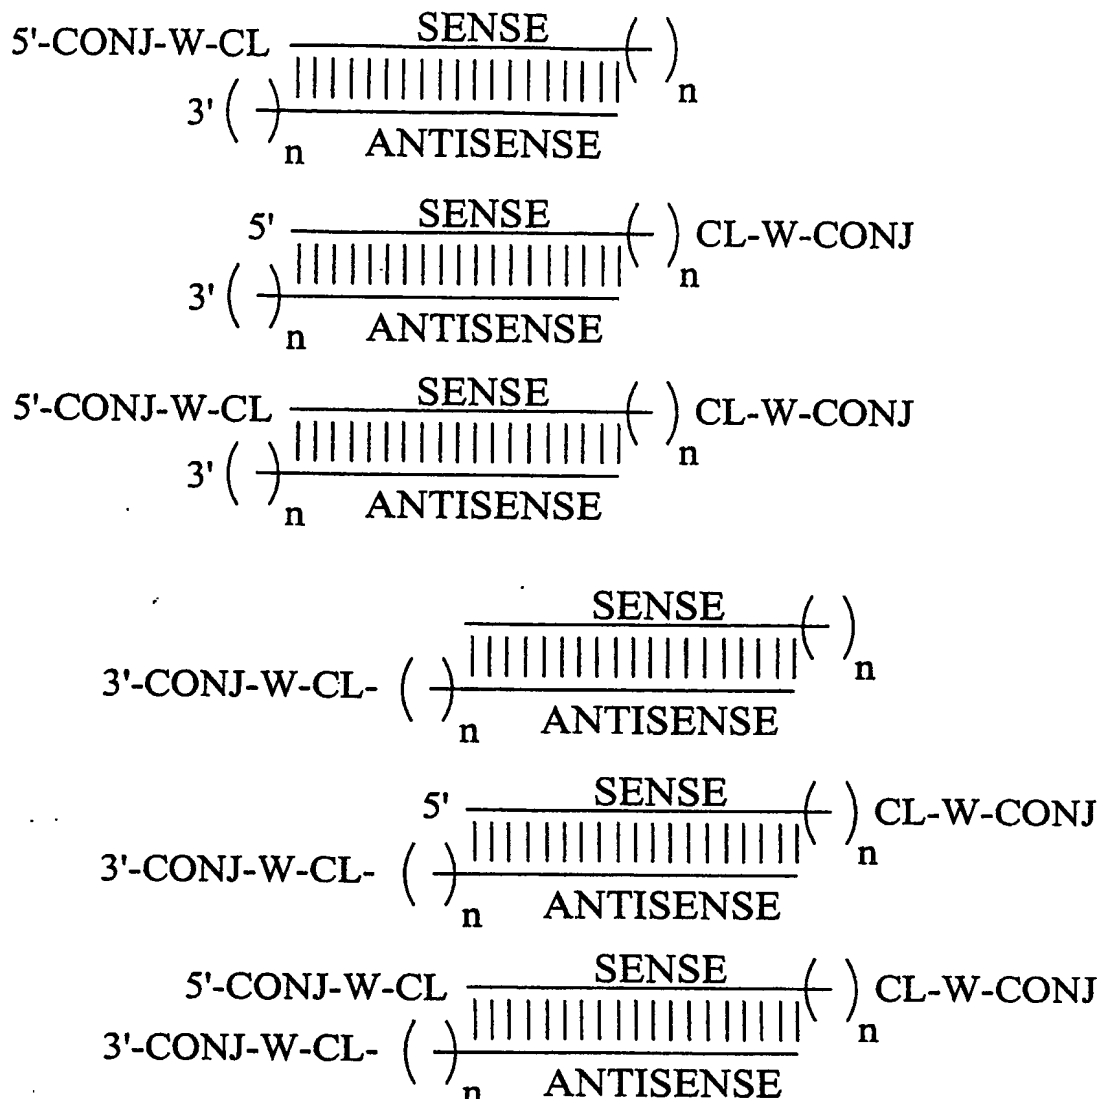 SENSE
5'-CONJ-W-CL ( )n
3' ( )n
ANTISENSE
SENSE
5' ( )n CL-W-CONJ
3' ( )n
ANTISENSE
SENSE
5'-CONJ-W-CL ( )n CL-W-CONJ
3' ( )n
ANTISENSE
SENSE
( )n
3'-CONJ-W-CL- ( )n
ANTISENSE
SENSE
5' ( )n CL-W-CONJ
3'-CONJ-W-CL- ( )n
ANTISENSE
SENSE
5'-CONJ-W-CL ( )n CL-W-CONJ
3'-CONJ-W-CL- ( )n
ANTISENSE